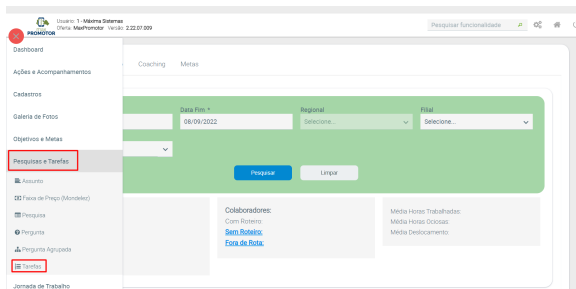 Usuário 1 - Máxima Sistemas
Oferta MaxPromotor Versão 2.22.07.009
PROMOTOR
Pesquisar funcionalidade
Dashboard
Coaching Metas
Ações e Acompanhamentos
Cadastros
Galeria de Fotos
Data Fim * Regional Filial
08/09/2022 Selecione... Selecione...
Objetivos e Metas
Pesquisas e Tarefas
Pesquisar Limpar
Assunto
Faixa de Preço (Mondelez)
Pesquisa
Pergunta
Pergunta Agrupada
Tarefas
Jornada de Trabalho
Colaboradores:
Com Roteiro:
Sem Roteiro:
Fora de Rota:
Média Horas Trabalhadas:
Média Horas Ociosas:
Média Deslocamento: